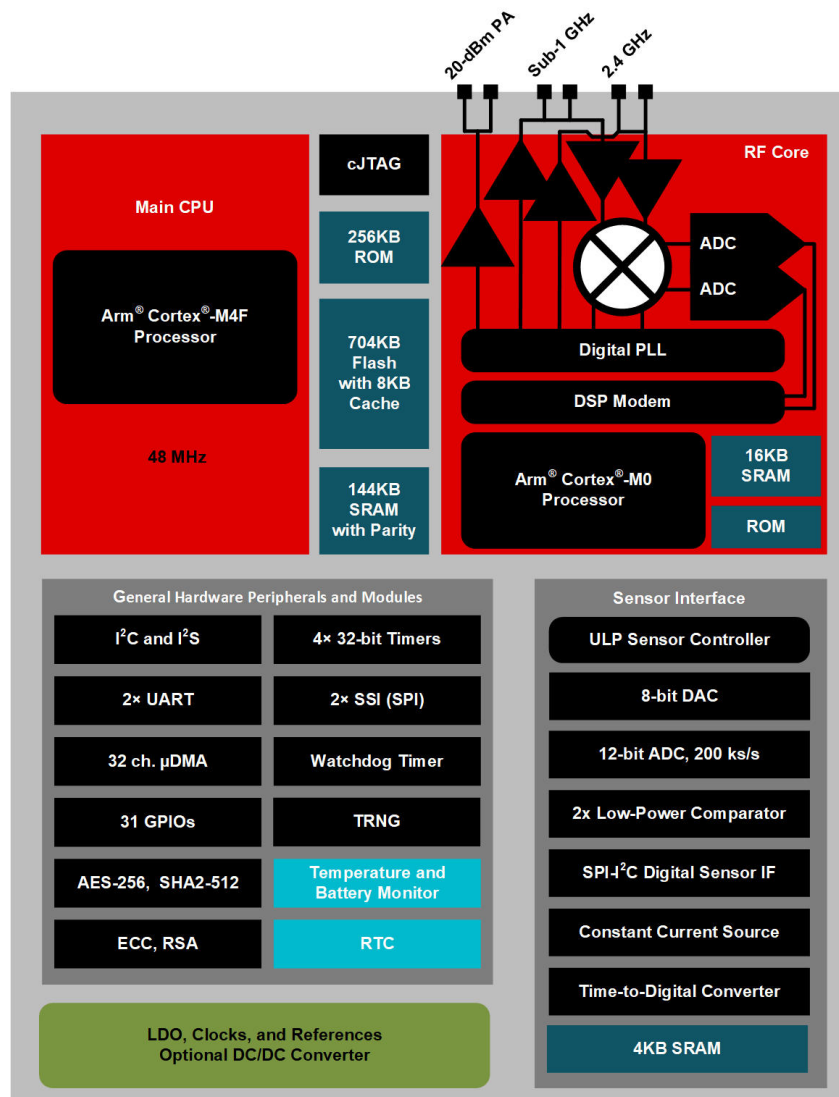 20-dBm PA
Sub-1 GHz
2.4 GHz
Main CPU
Arm® Cortex®-M4F
Processor
48 MHz
cJTAG
256KB
ROM
704KB
Flash
with 8KB
Cache
144KB
SRAM
with Parity
RF Core
ADC
ADC
Digital PLL
DSP Modem
Arm® Cortex®-M0
Processor
16KB
SRAM
ROM
General Hardware Peripherals and Modules
I²C and I²S
4× 32-bit Timers
2× UART
2× SSI (SPI)
32 ch. µDMA
Watchdog Timer
31 GPIOs
TRNG
AES-256, SHA2-512
Temperature and
Battery Monitor
ECC, RSA
RTC
LDO, Clocks, and References
Optional DC/DC Converter
Sensor Interface
ULP Sensor Controller
8-bit DAC
12-bit ADC, 200 ks/s
2x Low-Power Comparator
SPI-I²C Digital Sensor IF
Constant Current Source
Time-to-Digital Converter
4KB SRAM